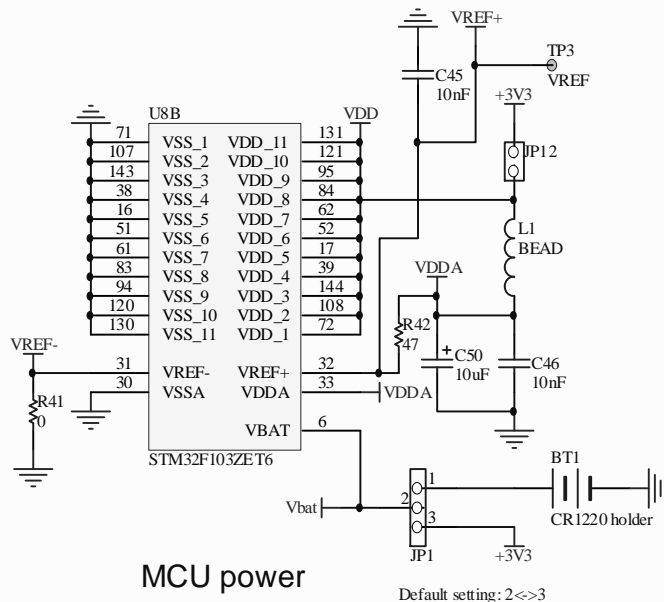 VREF+
TP3
VREF
C45
10nF
+3V3
U8B
VDD
JP12
71 VSS_1 VDD_11 131
107 VSS_2 VDD_10 121
143 VSS_3 VDD_9 95
38 VSS_4 VDD_8 84
16 VSS_5 VDD_7 62
51 VSS_6 VDD_6 52
61 VSS_7 VDD_5 17
83 VSS_8 VDD_4 39
94 VSS_9 VDD_3 144
120 VSS_10 VDD_2 108
130 VSS_11 VDD_1 72
L1
BEAD
VDDA
R42
47
C50
10uF
C46
10nF
VREF-
31 VREF- VREF+ 32
30 VSSA VDDA 33
VDDA
R41
0
VBAT 6
STM32F103ZET6
Vbat
1
2
3
JP1
BT1
CR1220 holder
+3V3
MCU power
Default setting: 2<->3